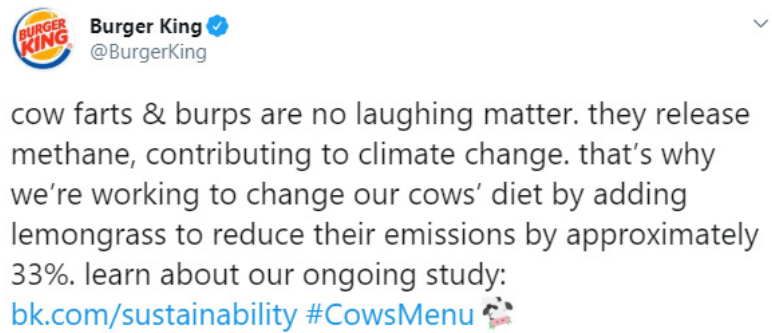 BURGER
KING
Burger King
@BurgerKing
cow farts & burps are no laughing matter. they release
methane, contributing to climate change. that's why
we're working to change our cows' diet by adding
lemongrass to reduce their emissions by approximately
33%. learn about our ongoing study:
bk.com/sustainability #CowsMenu